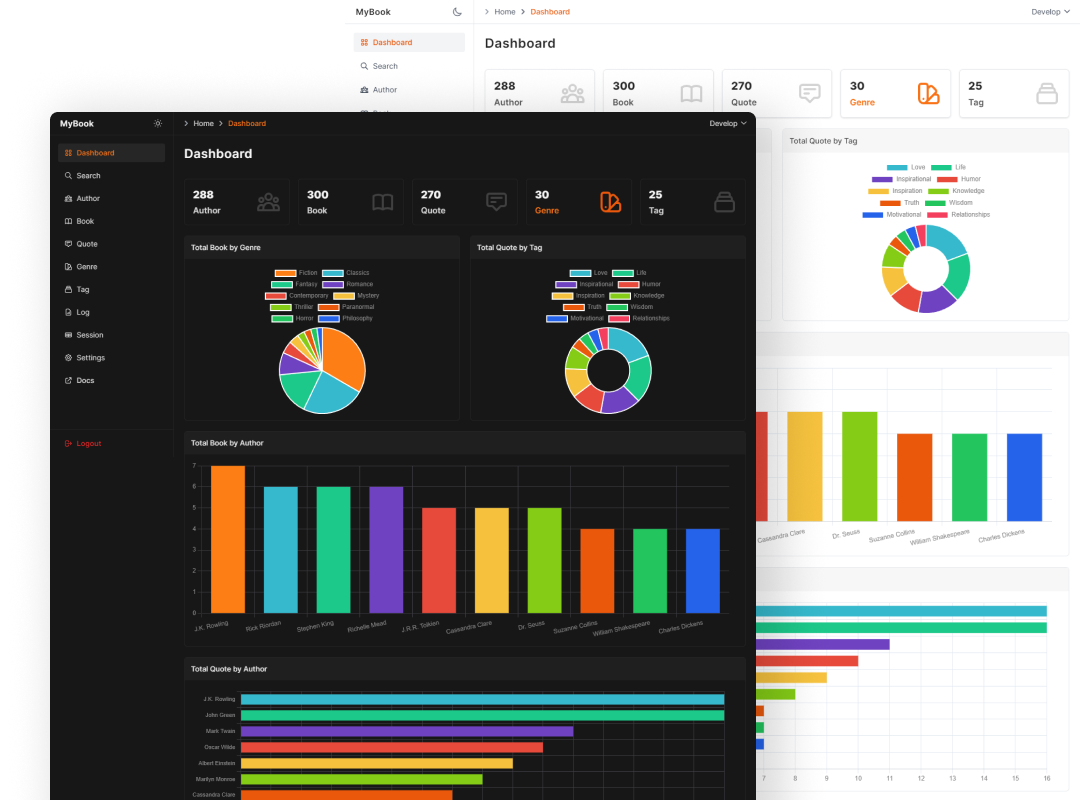 MyBook
Home
Dashboard
Develop
Dashboard
Search
Author
Dashboard
288
Author
300
Book
270
Quote
30
Genre
25
Tag
Total Quote by Tag
Love Life
Inspirational Humor
Inspiration Knowledge
Truth Wisdom
Motivational Relationships
Cassandra Clare
Dr. Seuss
Suzanne Collins
William Shakespeare
Charles Dickens
7 8 9 10 11 12 13 14 15 16
MyBook
Home
Dashboard
Develop
Dashboard
Search
Author
Book
Quote
Genre
Tag
Log
Session
Settings
Docs
Logout
Dashboard
288
Author
300
Book
270
Quote
30
Genre
25
Tag
Total Book by Genre
Fiction Classics
Fantasy Romance
Contemporary Mystery
Thriller Paranormal
Horror Philosophy
Total Quote by Tag
Love Life
Inspirational Humor
Inspiration Knowledge
Truth Wisdom
Motivational Relationships
Total Book by Author
7
6
5
4
3
2
1
0
J.K. Rowling
Rick Riordan
Stephen King
Richelle Mead
J.R.R. Tolkien
Cassandra Clare
Dr. Seuss
Suzanne Collins
William Shakespeare
Charles Dickens
Total Quote by Author
J.K. Rowling
John Green
Mark Twain
Oscar Wilde
Albert Einstein
Marilyn Monroe
Cassandra Clare